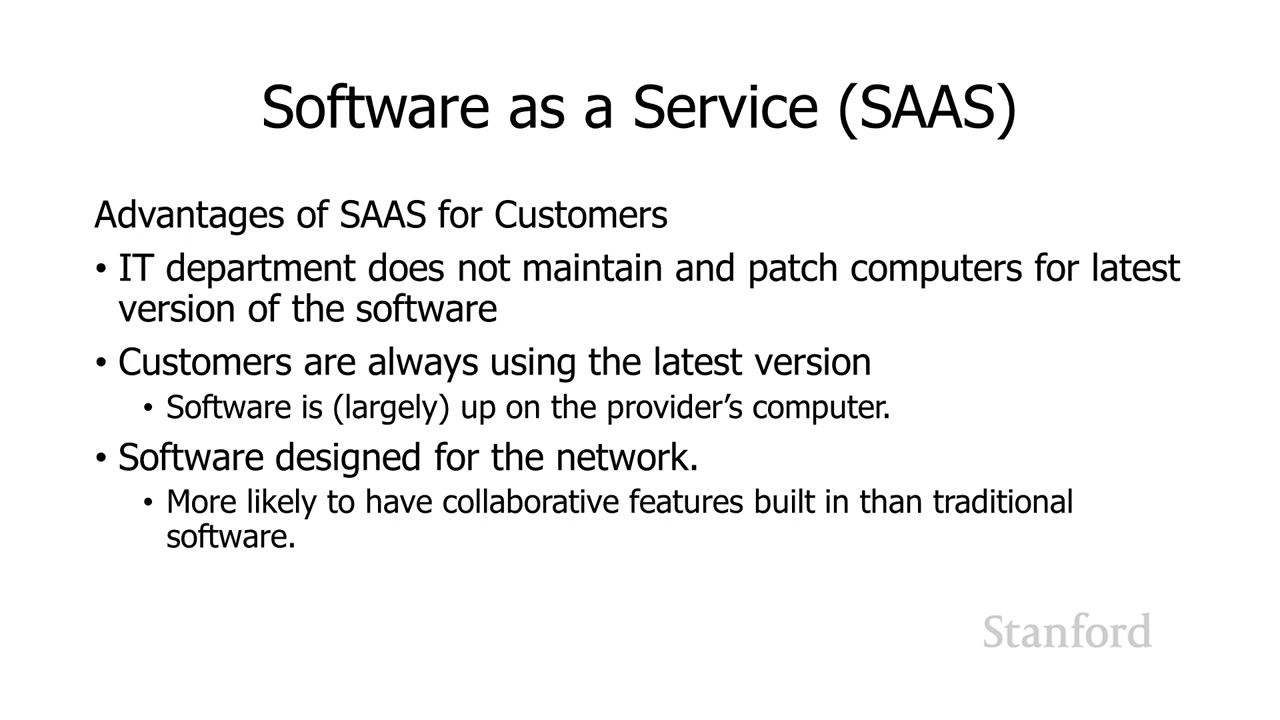 Software as a Service (SAAS)
Advantages of SAAS for Customers
• IT department does not maintain and patch computers for latest
version of the software
• Customers are always using the latest version
• Software is (largely) up on the provider’s computer.
• Software designed for the network.
• More likely to have collaborative features built in than traditional
software.
Stanford